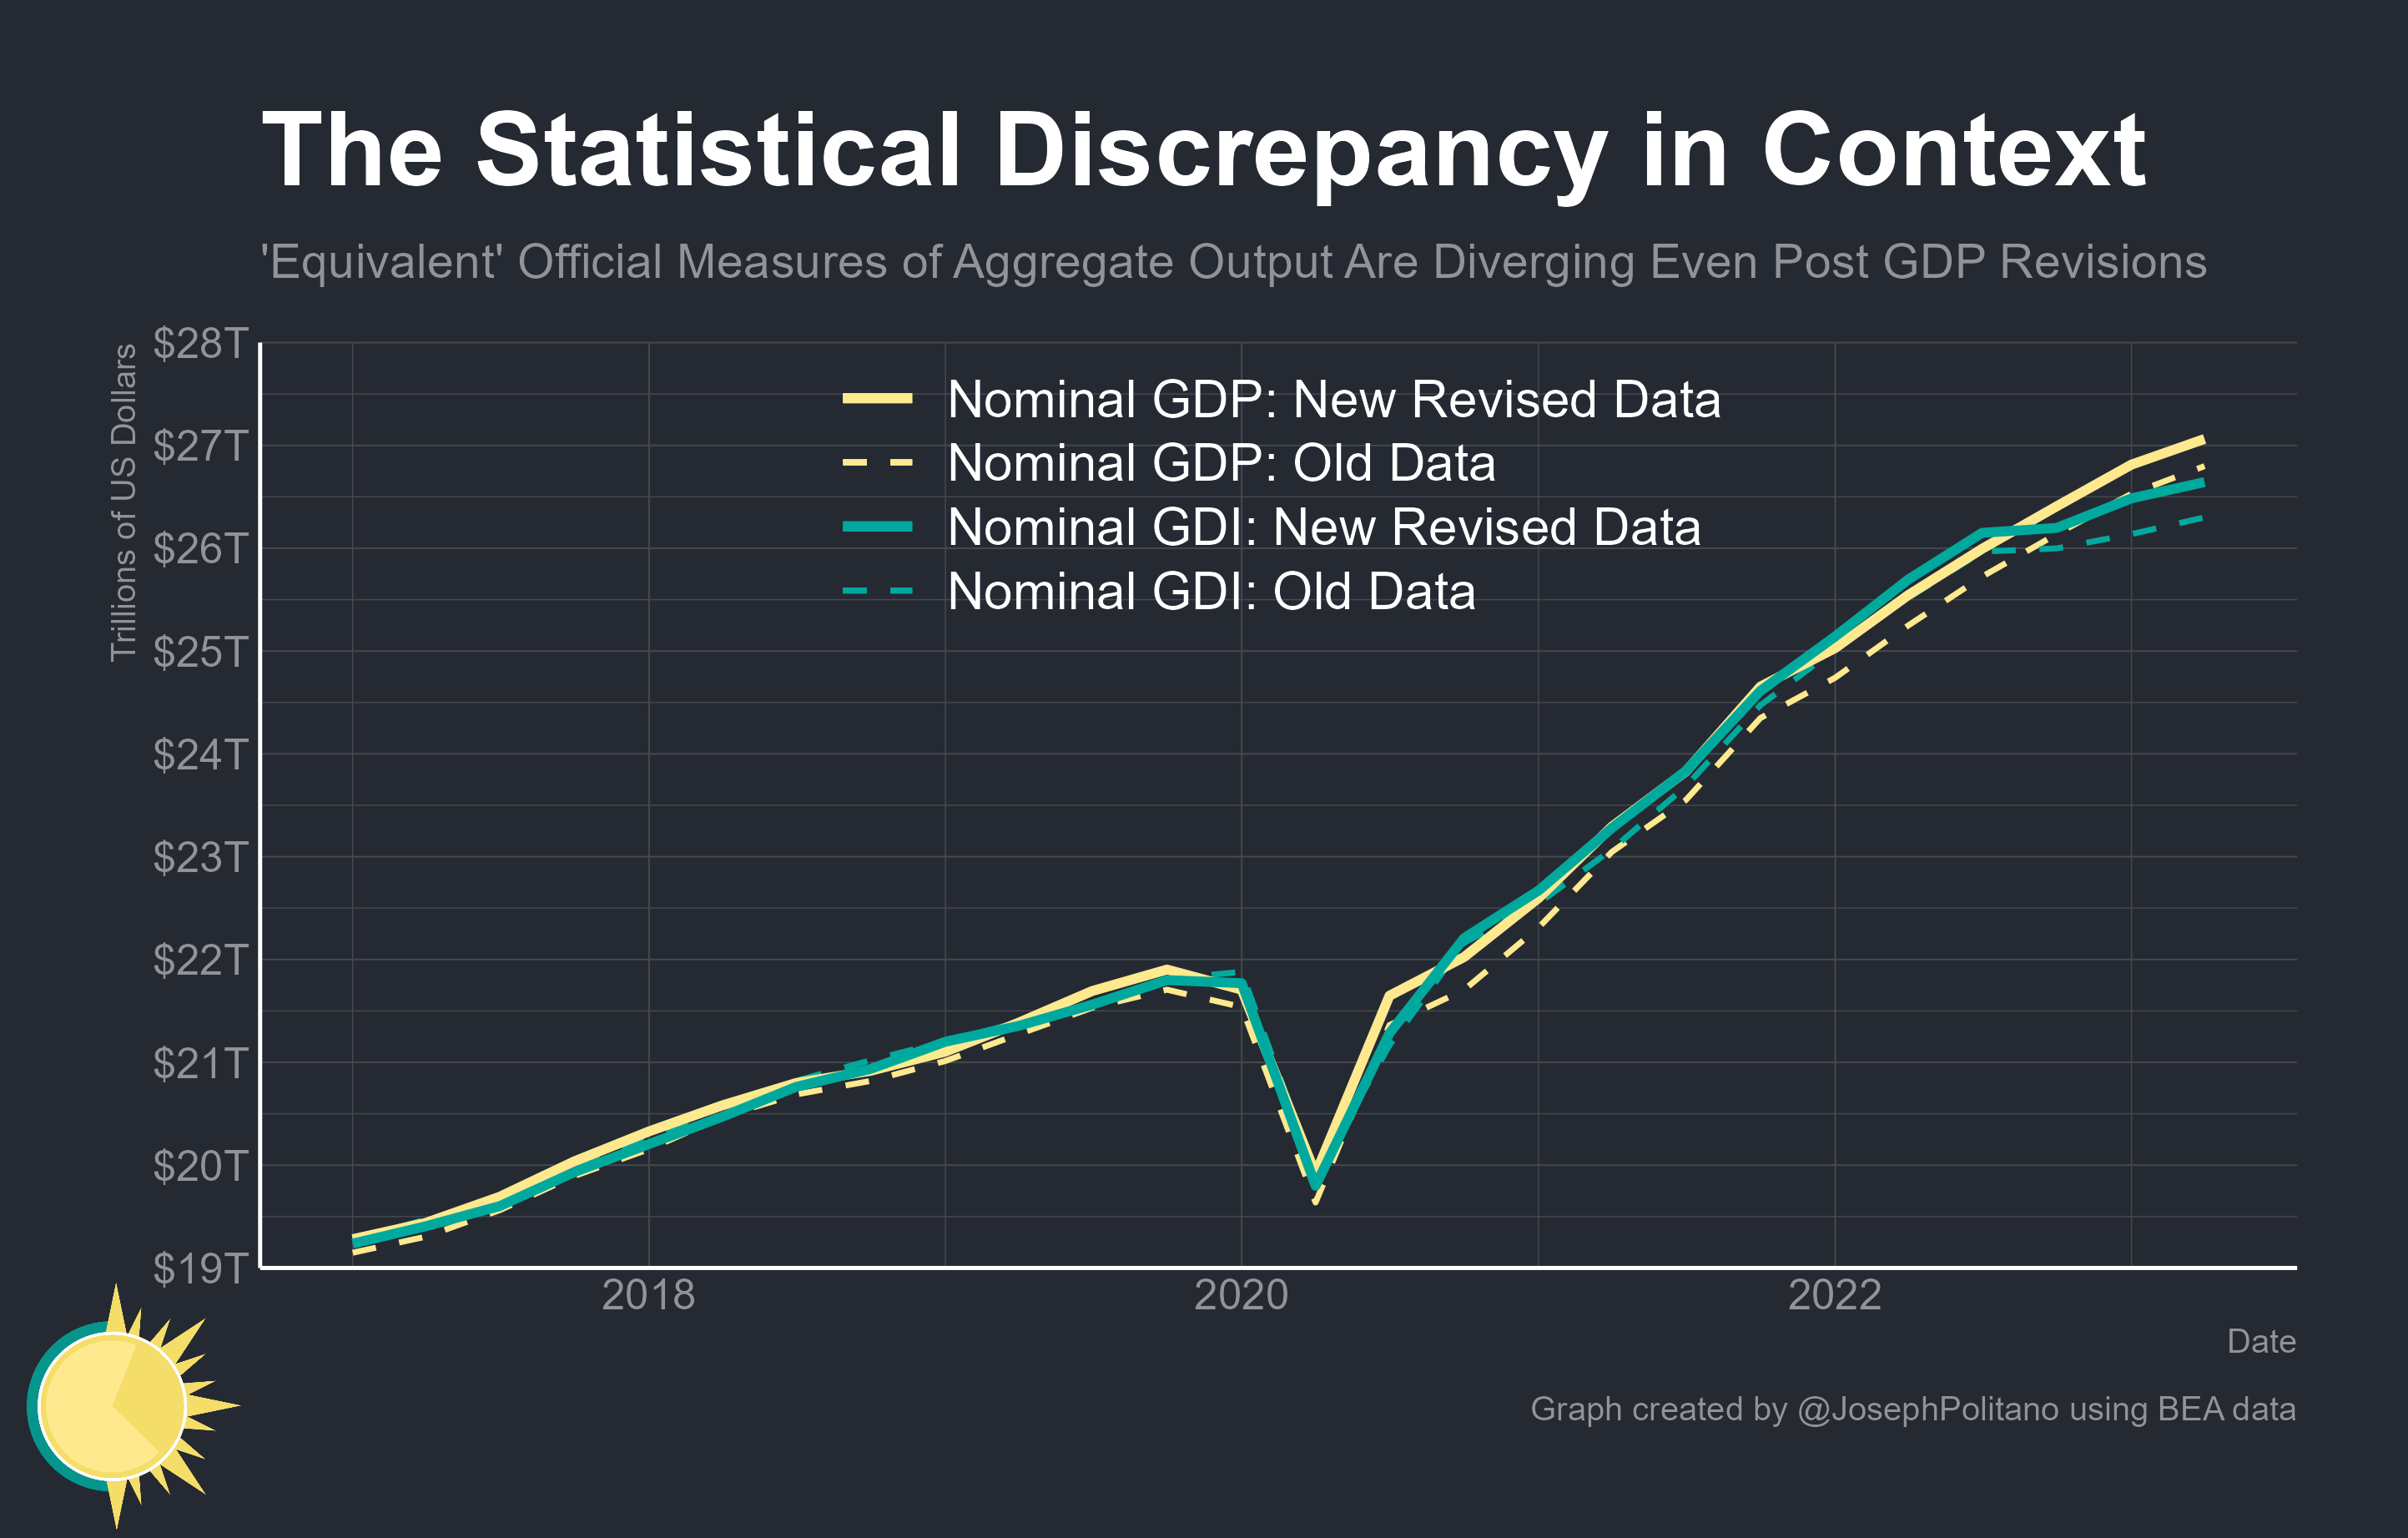 The Statistical Discrepancy in Context
'Equivalent' Official Measures of Aggregate Output Are Diverging Even Post GDP Revisions
Trillions of US Dollars
$28T
$27T
$26T
$25T
$24T
$23T
$22T
$21T
$20T
$19T
Nominal GDP: New Revised Data
Nominal GDP: Old Data
Nominal GDI: New Revised Data
Nominal GDI: Old Data
2018 2020 2022
Date
Graph created by @JosephPolitano using BEA data